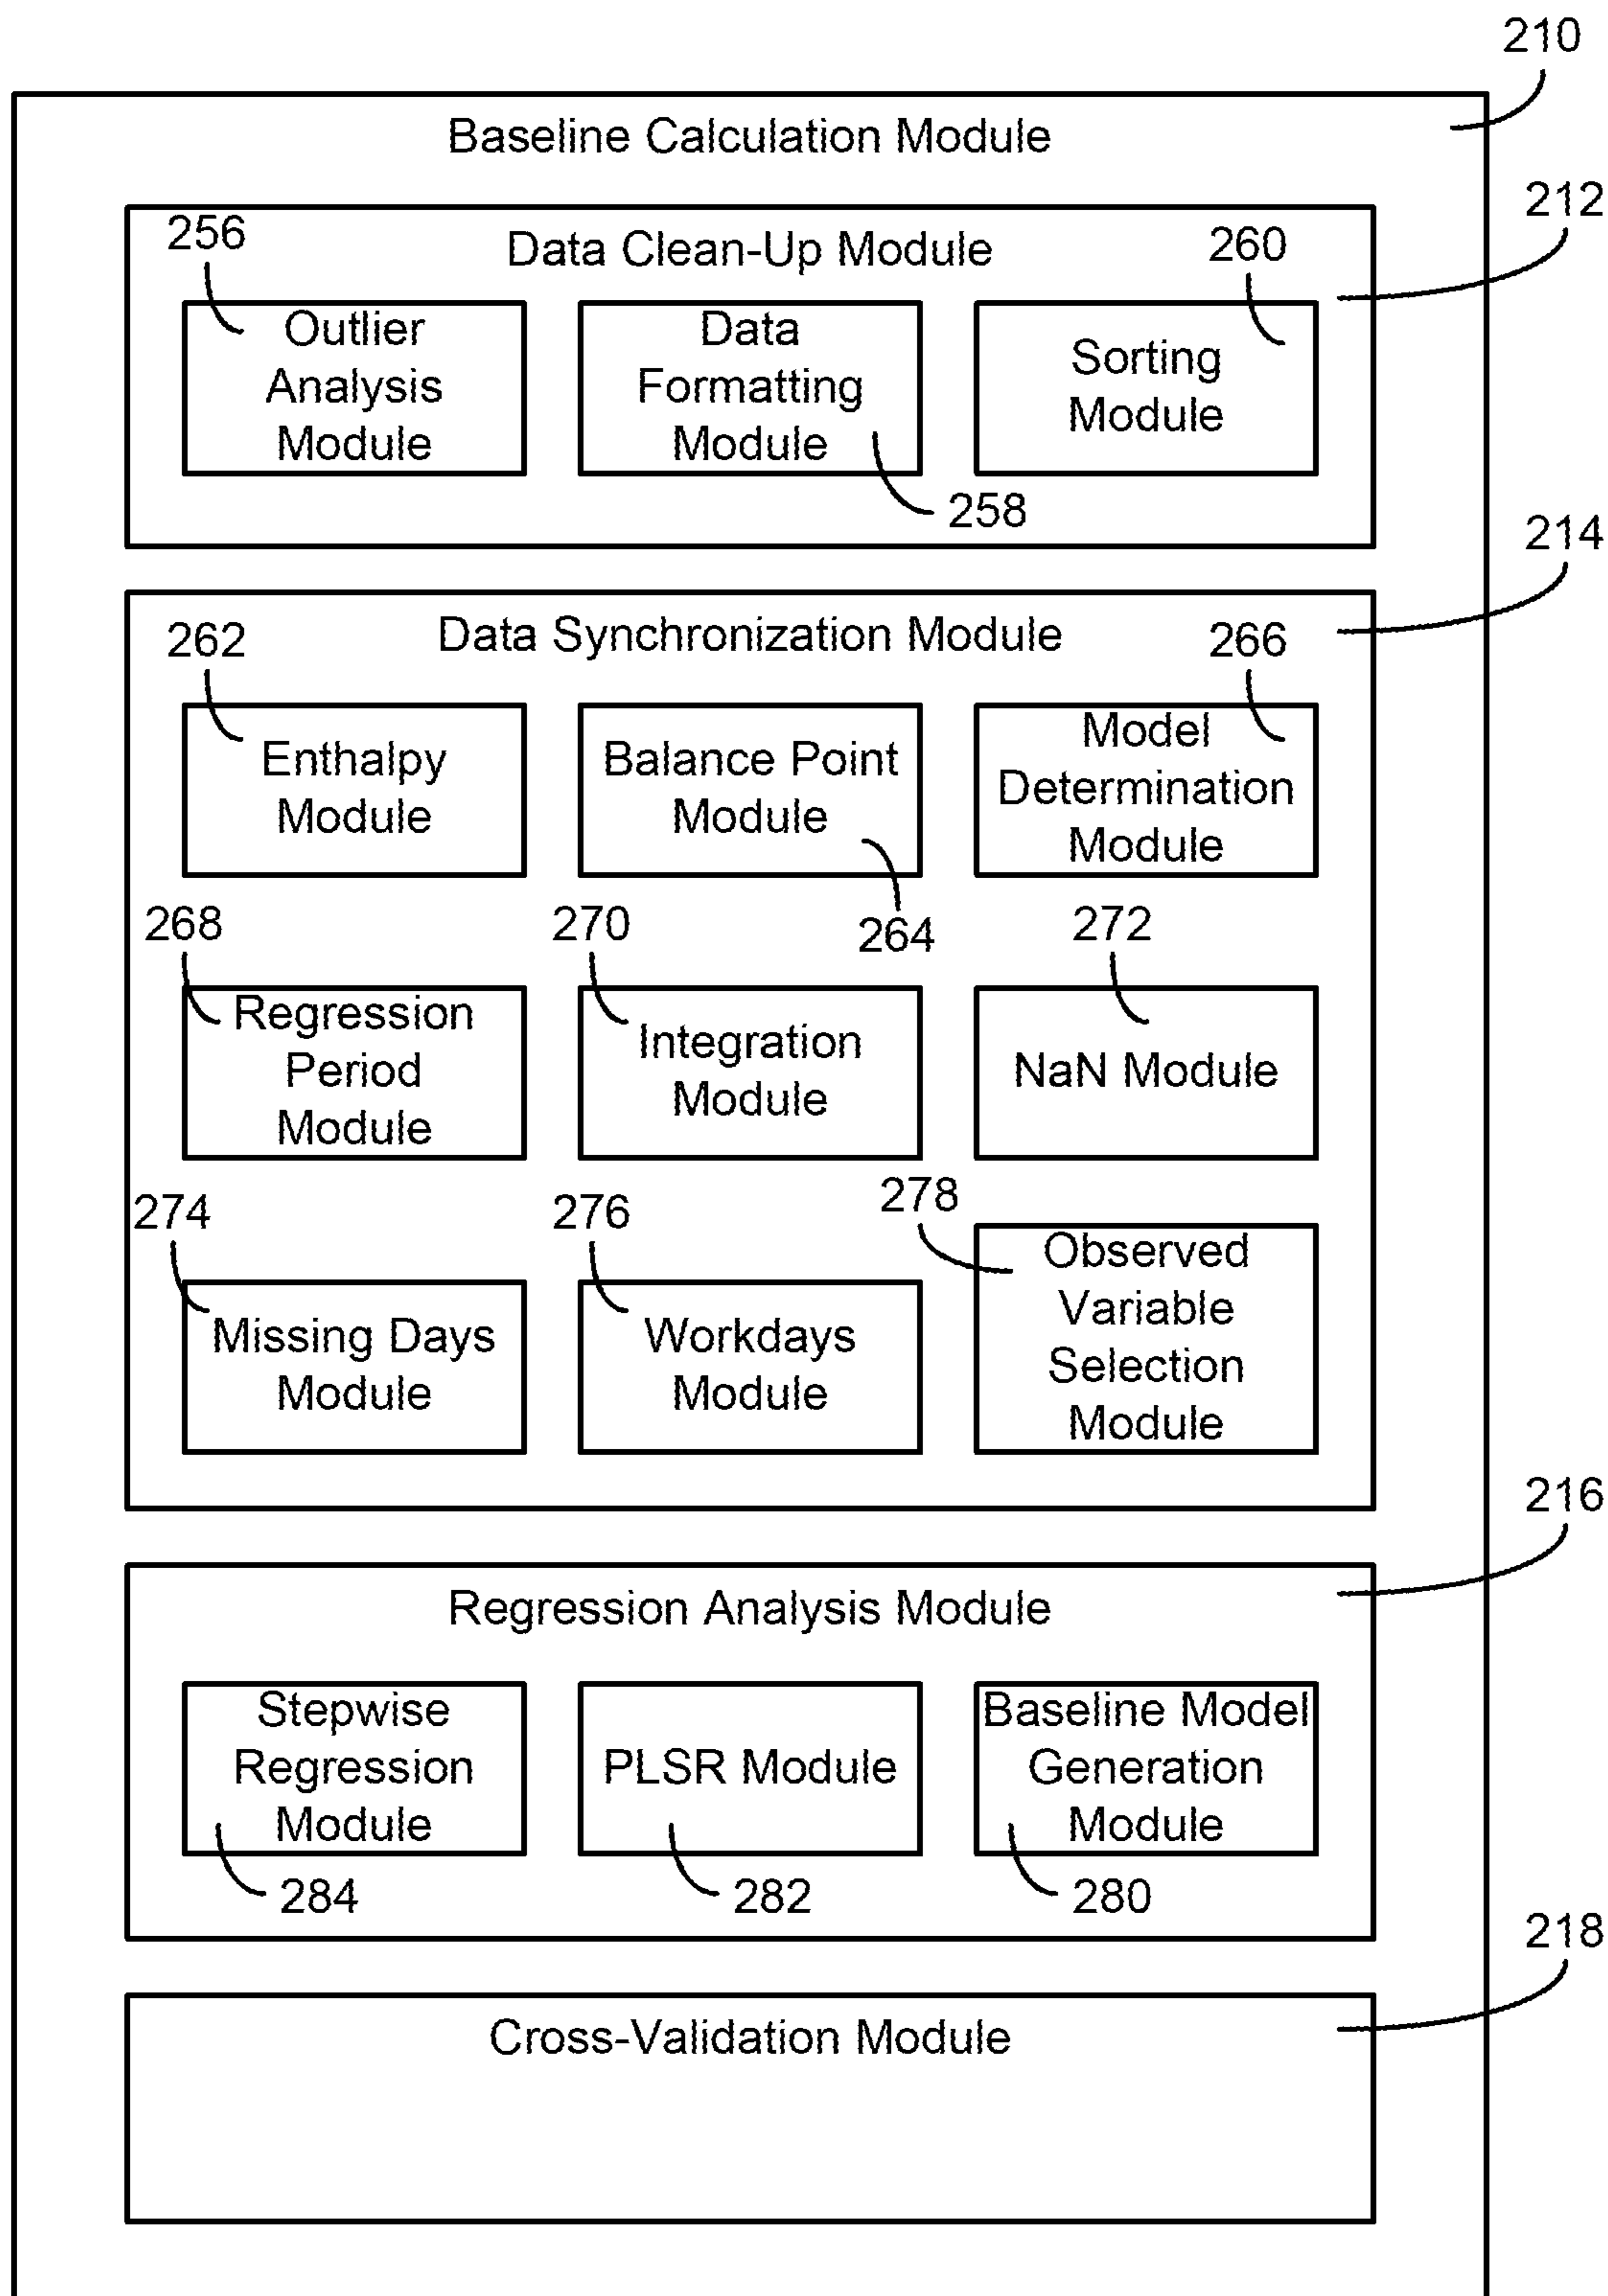 210
Baseline Calculation Module
212
256
Data Clean-Up Module
260
Outlier
Analysis
Module
Data
Formatting
Module
Sorting
Module
258
214
262
Data Synchronization Module
266
Enthalpy
Module
Balance Point
Module
Model
Determination
Module
264
268
270
272
Regression
Period
Module
Integration
Module
NaN Module
274
276
278
Missing Days
Module
Workdays
Module
Observed
Variable
Selection
Module
216
Regression Analysis Module
Stepwise
Regression
Module
PLSR Module
Baseline Model
Generation
Module
284
282
280
218
Cross-Validation Module